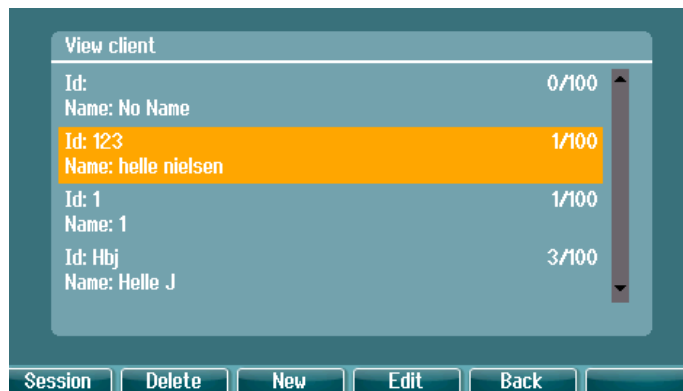 View client
Id: 0/100
Name: No Name
Id: 123 1/100
Name: helle nielsen
Id: 1 1/100
Name: 1
Id: Hbj 3/100
Name: Helle J
Session Delete New Edit Back